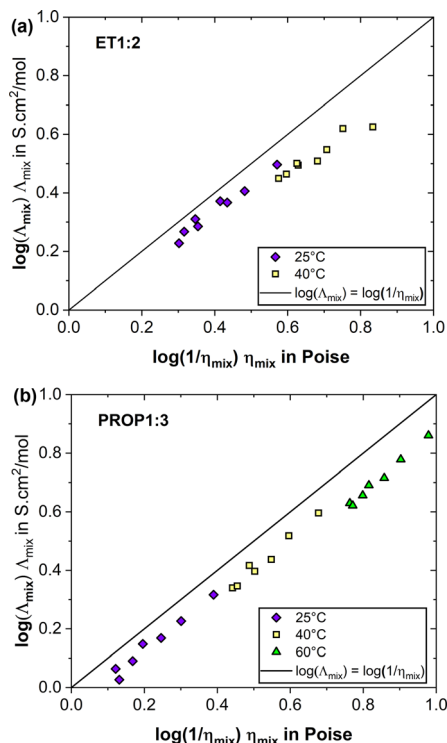 (a)
ET1:2
1.0
0.8
0.6
0.4
0.2
0.0
log(Λmix) Λmix in S.cm²/mol
25°C
40°C
log(Λmix) = log(1/ηmix)
0.0 0.2 0.4 0.6 0.8 1.0
log(1/ηmix) ηmix in Poise
(b)
PROP1:3
1.0
0.8
0.6
0.4
0.2
0.0
log(Λmix) Λmix in S.cm²/mol
25°C
40°C
60°C
log(Λmix) = log(1/ηmix)
0.0 0.2 0.4 0.6 0.8 1.0
log(1/ηmix) ηmix in Poise